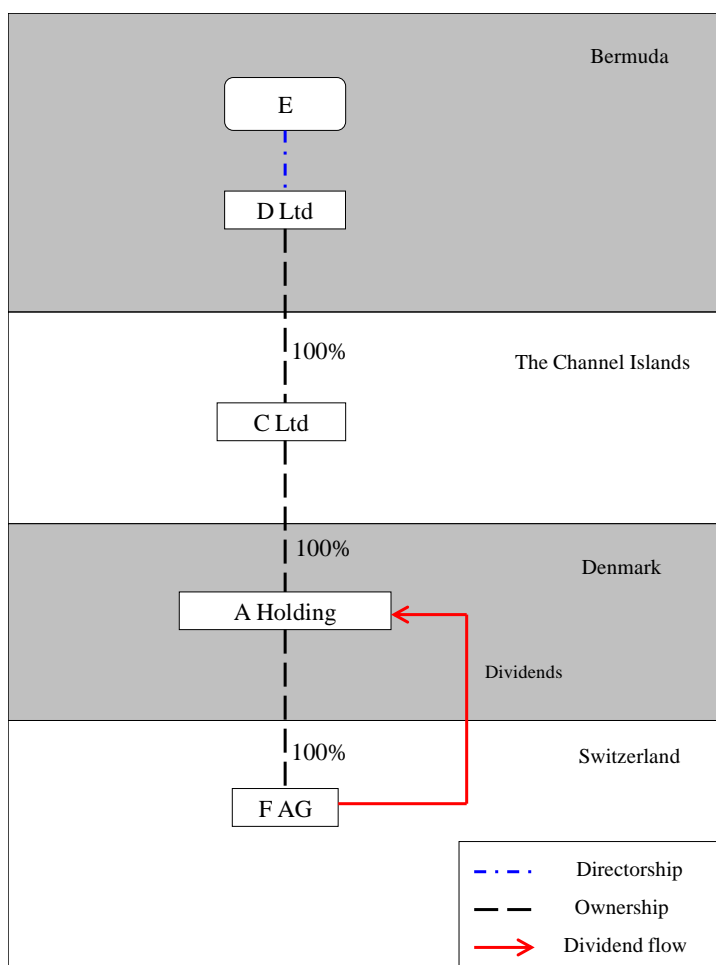 Bermuda
E
D Ltd
100%
The Channel Islands
C Ltd
100%
Denmark
A Holding
Dividends
100%
Switzerland
F AG
Directorship
Ownership
Dividend flow